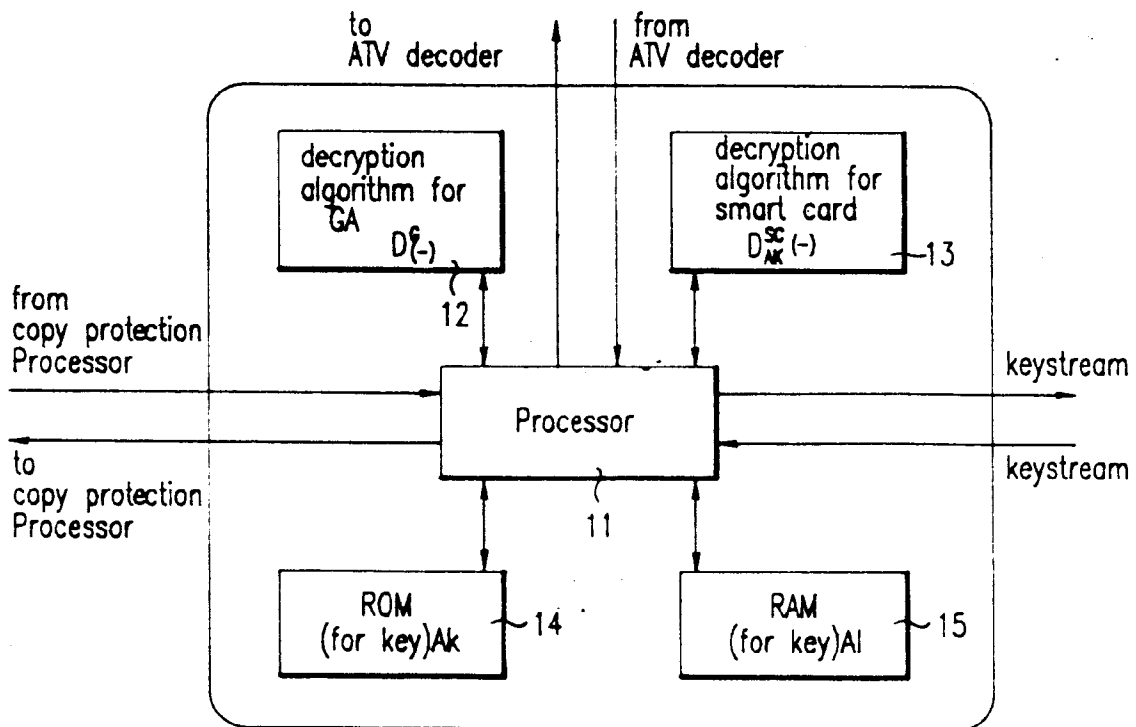 to
ATV decoder
from
ATV decoder
decryption
algorithm for
GA
D^G_(-)
12
decryption
algorithm for
smart card
D^SC_AK (-)
13
from
copy protection
Processor
keystream
Processor
11
to
copy protection
Processor
keystream
ROM
(for key)Ak
14
RAM
(for key)Al
15